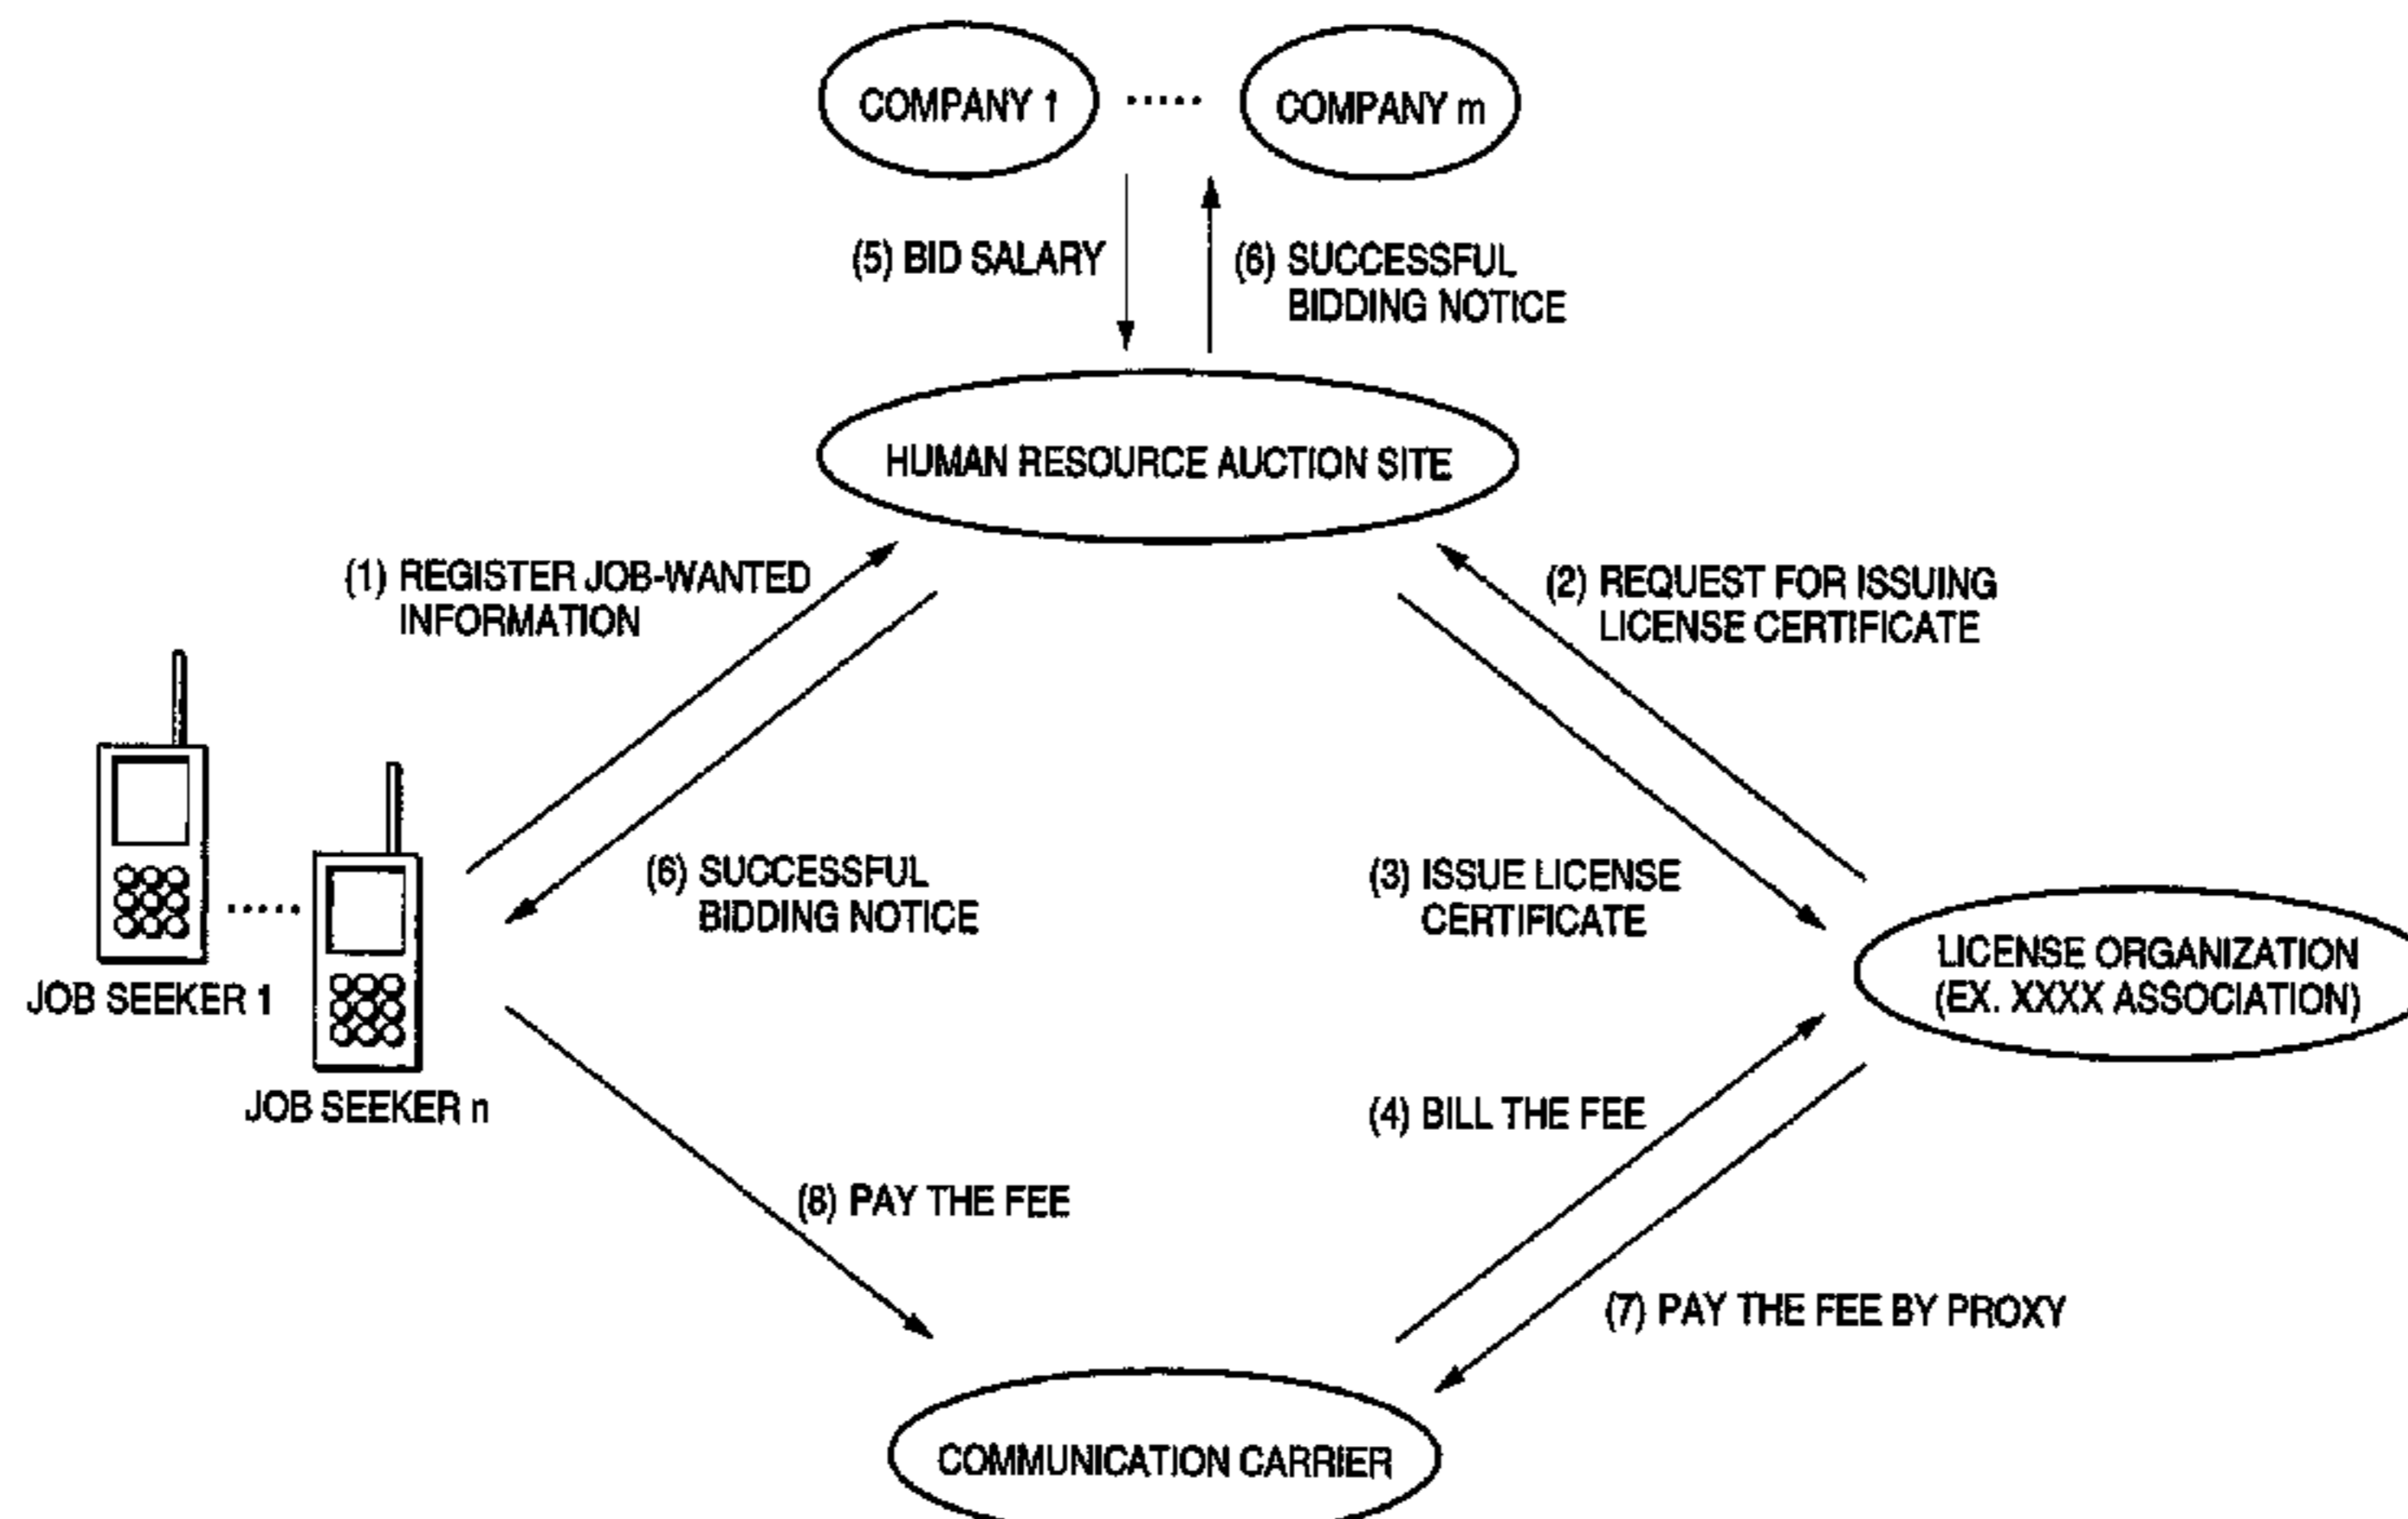 COMPANY 1 ..... COMPANY m
(5) BID SALARY
(6) SUCCESSFUL
BIDDING NOTICE
HUMAN RESOURCE AUCTION SITE
(1) REGISTER JOB-WANTED
INFORMATION
(2) REQUEST FOR ISSUING
LICENSE CERTIFICATE
(6) SUCCESSFUL
BIDDING NOTICE
(3) ISSUE LICENSE
CERTIFICATE
.....
JOB SEEKER 1
JOB SEEKER n
LICENSE ORGANIZATION
(EX. XXXX ASSOCIATION)
(4) BILL THE FEE
(8) PAY THE FEE
(7) PAY THE FEE BY PROXY
COMMUNICATION CARRIER